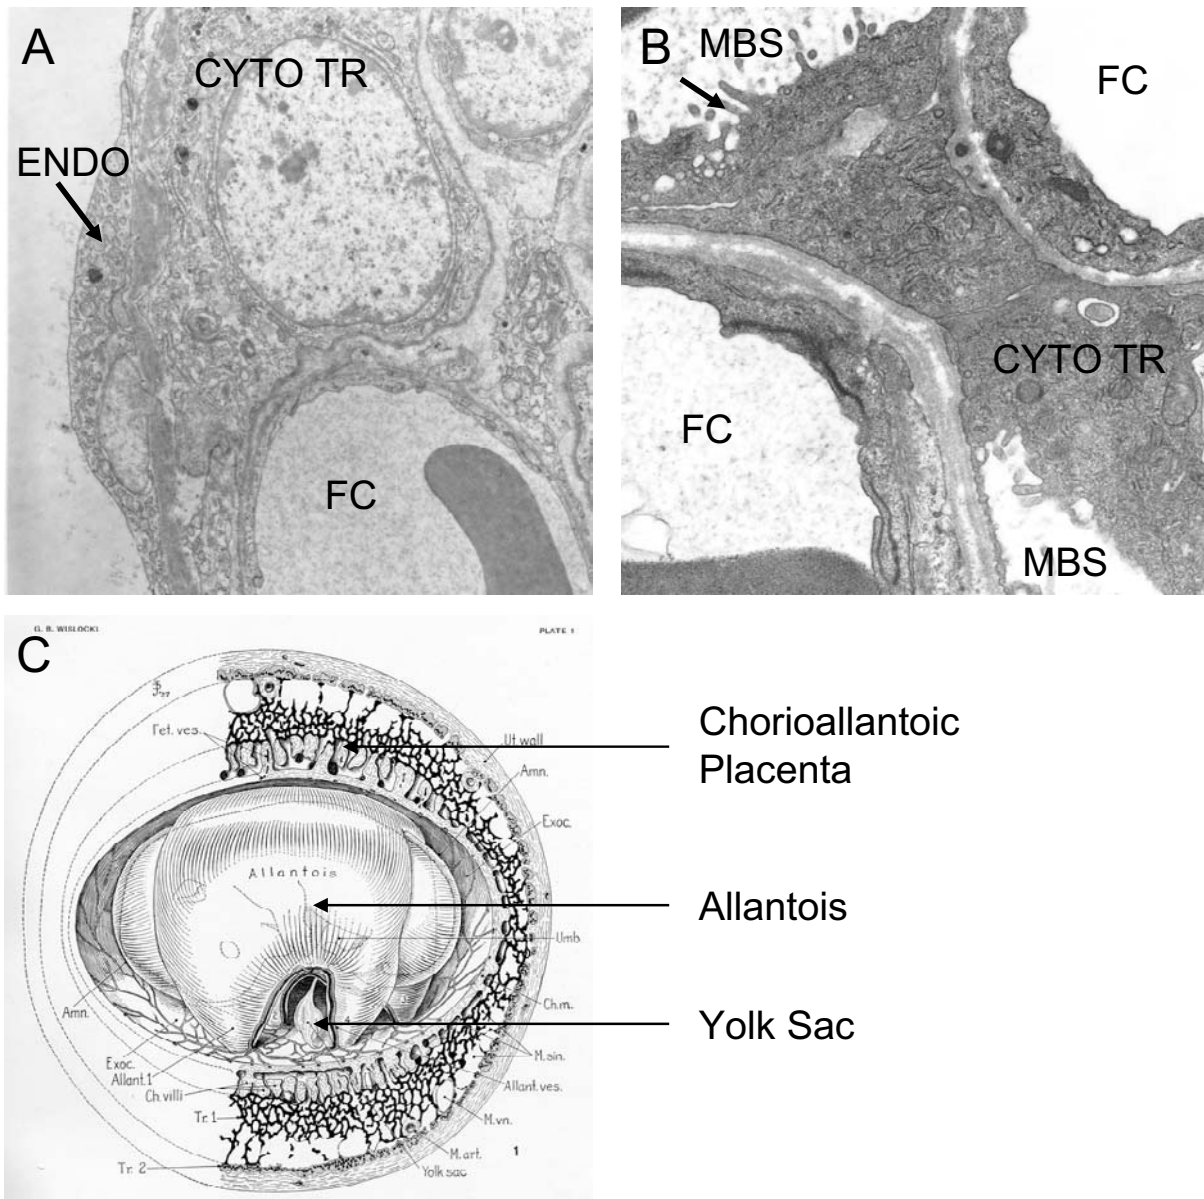 A
CYTO TR
ENDO
FC
B
MBS
FC
FC
CYTO TR
MBS
G. B. WISLOCKI
PLATE 1
C
Fet. ves.
Ut. wall
Amn.
Exoc.
Allantois
Umb.
Ch.m.
Amn.
Exoc.
Allant.1
Ch. villi
Tr. 1
M. sin.
Allant. ves.
M. vn.
M. art.
Yolk sac
Tr. 2
1
Chorioallantoic
Placenta
Allantois
Yolk Sac